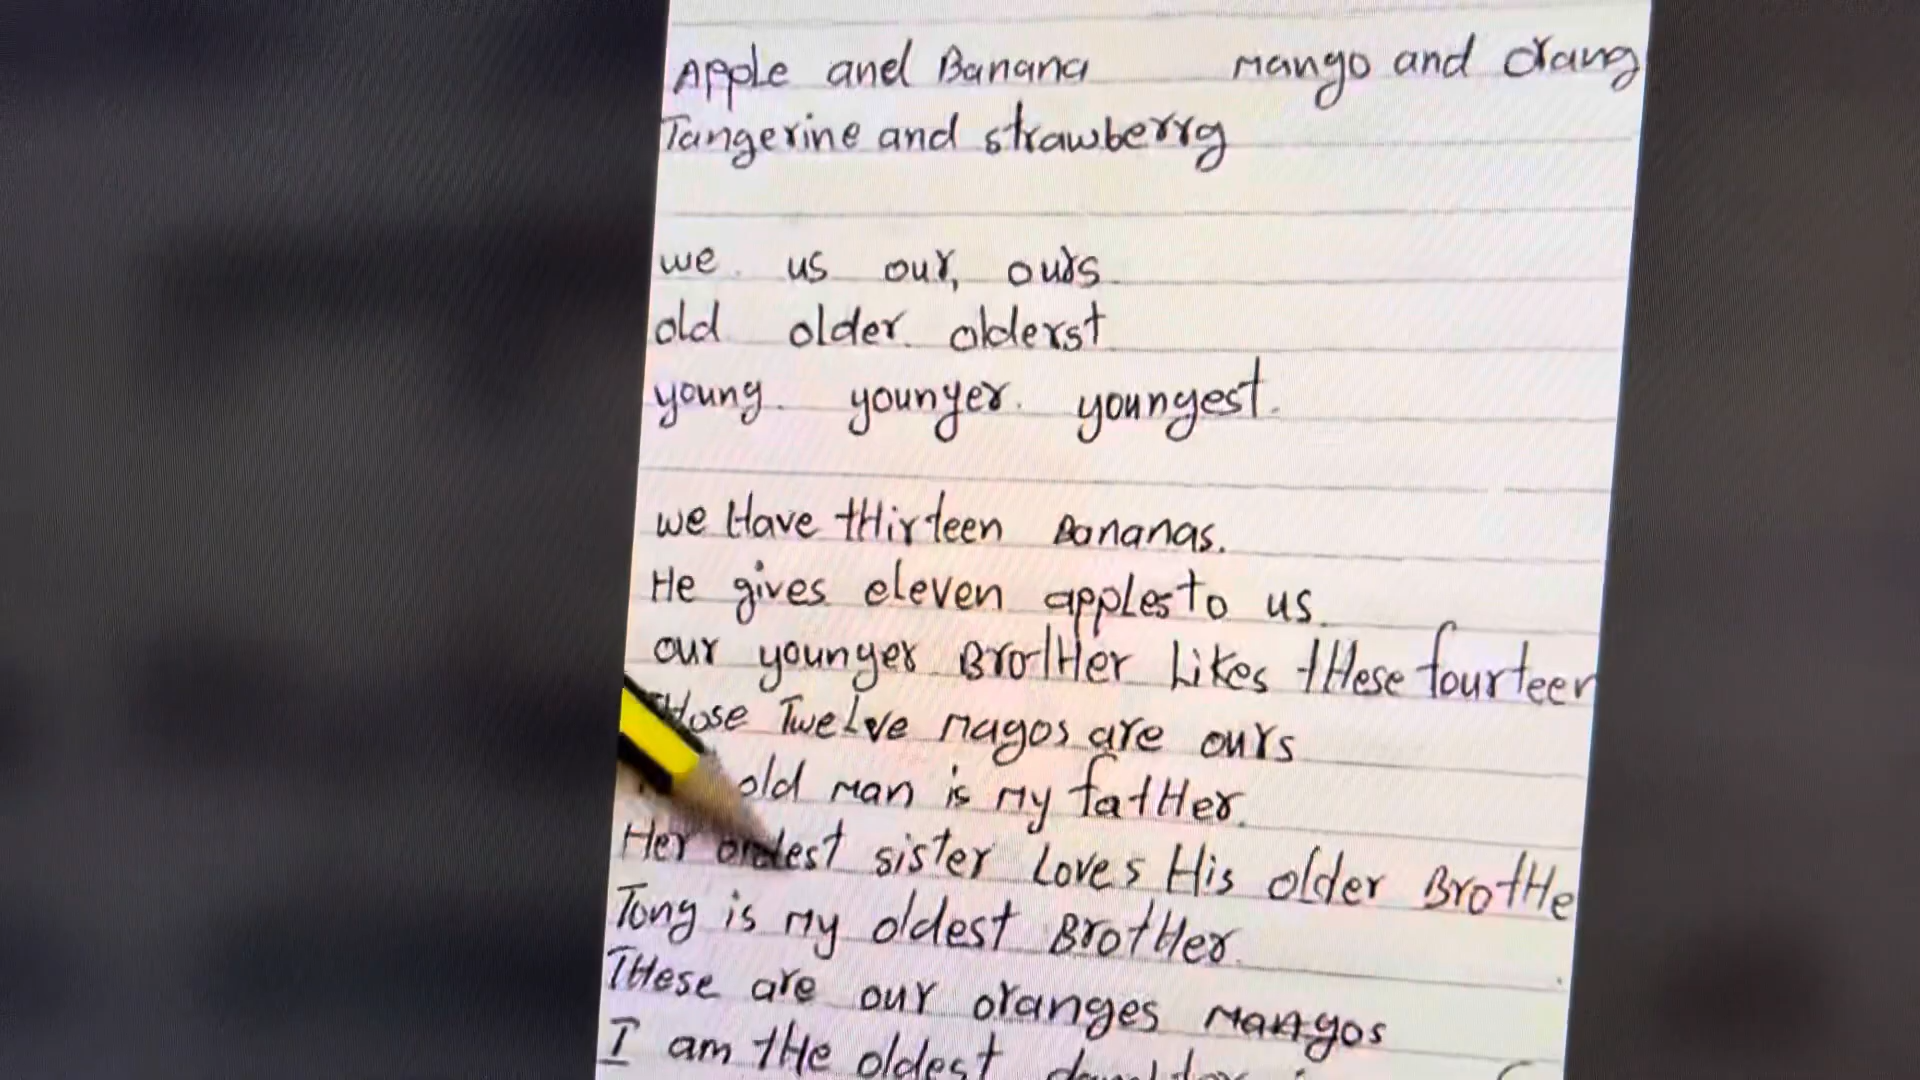 Apple and Banana mango and orang
Tangerine and strawberry
we us our, ours
old older olderst
young. younger. youngest.
we Have tHirteen Bananas.
He gives eleven apples to us.
our younger BrotHer Likes tHese fourteen
THose Twelve magos are ours
old man is my fatHer.
Her oldest sister Loves His older BrotHe
Tony is my oldest BrotHer.
THese are our oranges mangos
I am tHe oldest